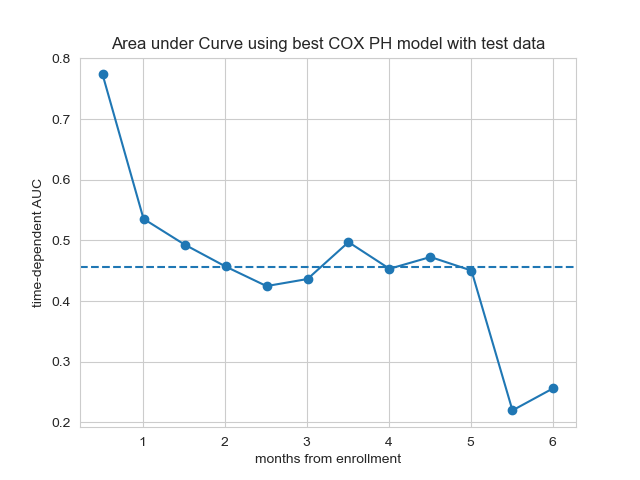 Area under Curve using best COX PH model with test data
0.8
0.7
0.6
0.5
0.4
0.3
0.2
time-dependent AUC
1 2 3 4 5 6
months from enrollment